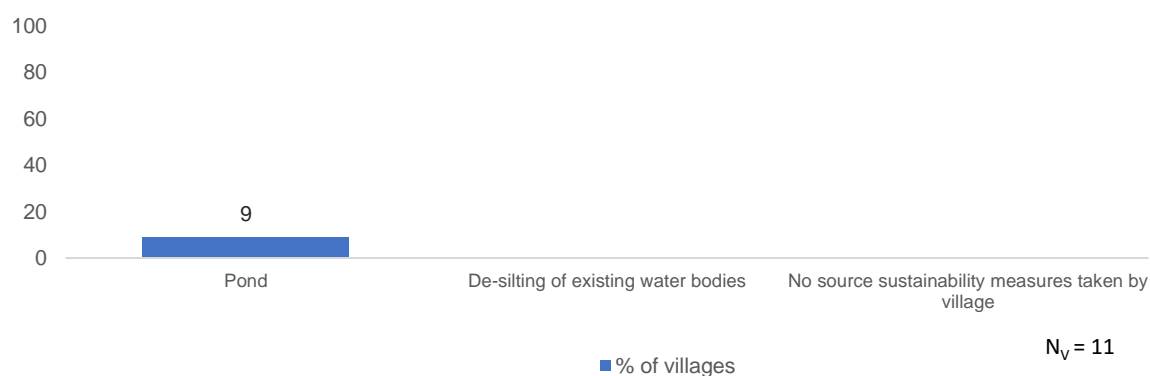 100
80
60
40
20
0
9
Pond
De-silting of existing water bodies
No source sustainability measures taken by
village
NV = 11
% of villages